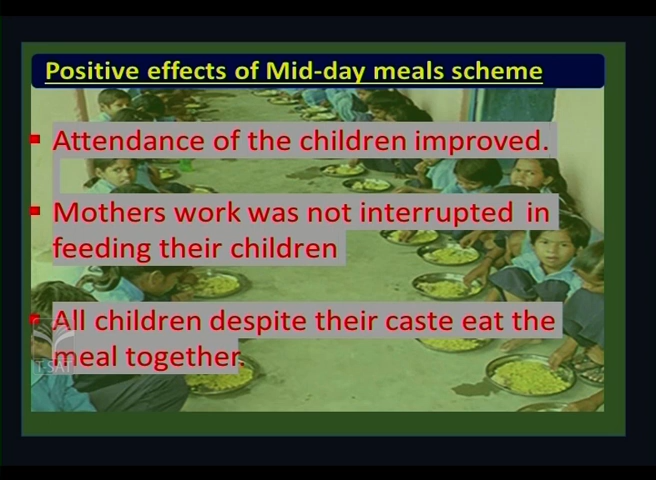 Positive effects of Mid-day meals scheme
▪ Attendance of the children improved.
▪ Mothers work was not interrupted in
feeding their children
▪ All children despite their caste eat the
meal together.
T-SAT